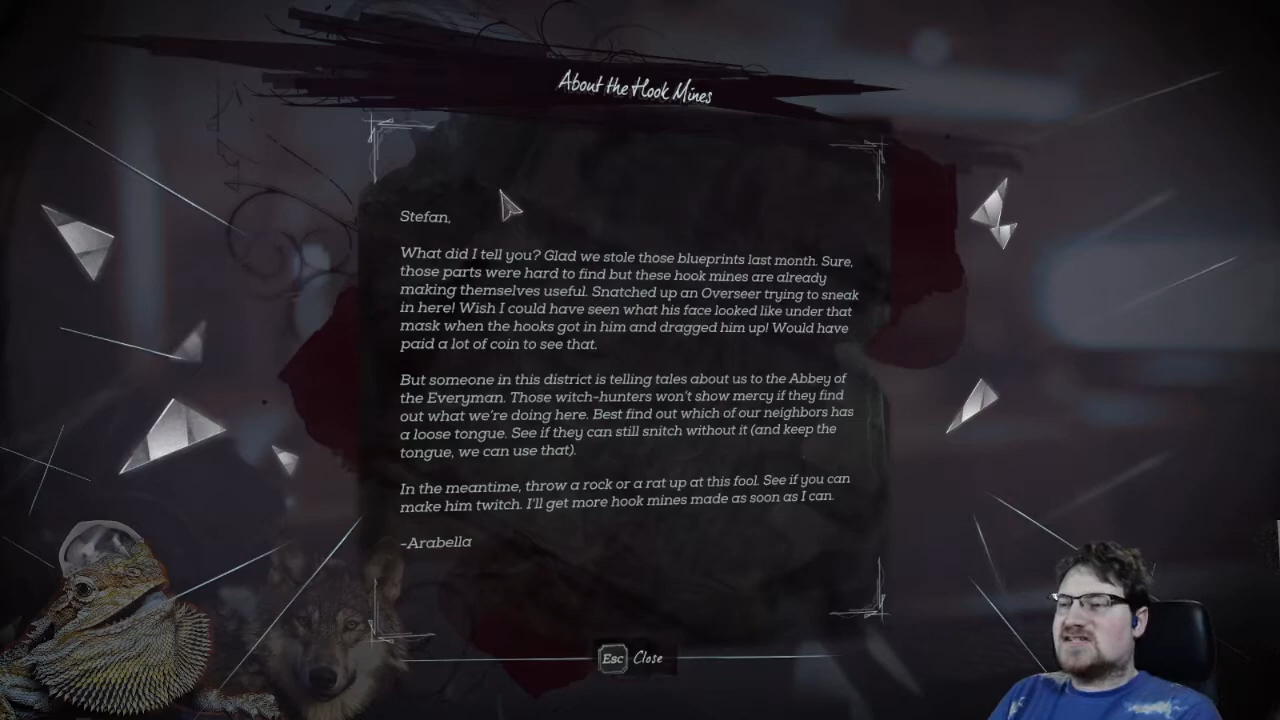 About the Hook Mines
Stefan,
What did I tell you? Glad we stole those blueprints last month. Sure,
those parts were hard to find but these hook mines are already
making themselves useful. Snatched up an Overseer trying to sneak
in here! Wish I could have seen what his face looked like under that
mask when the hooks got in him and dragged him up! Would have
paid a lot of coin to see that.
But someone in this district is telling tales about us to the Abbey of
the Everyman. Those witch-hunters won't show mercy if they find
out what we're doing here. Best find out which of our neighbors has
a loose tongue. See if they can still snitch without it (and keep the
tongue, we can use that).
In the meantime, throw a rock or a rat up at this fool. See if you can
make him twitch. I'll get more hook mines made as soon as I can.
-Arabella
Esc Close